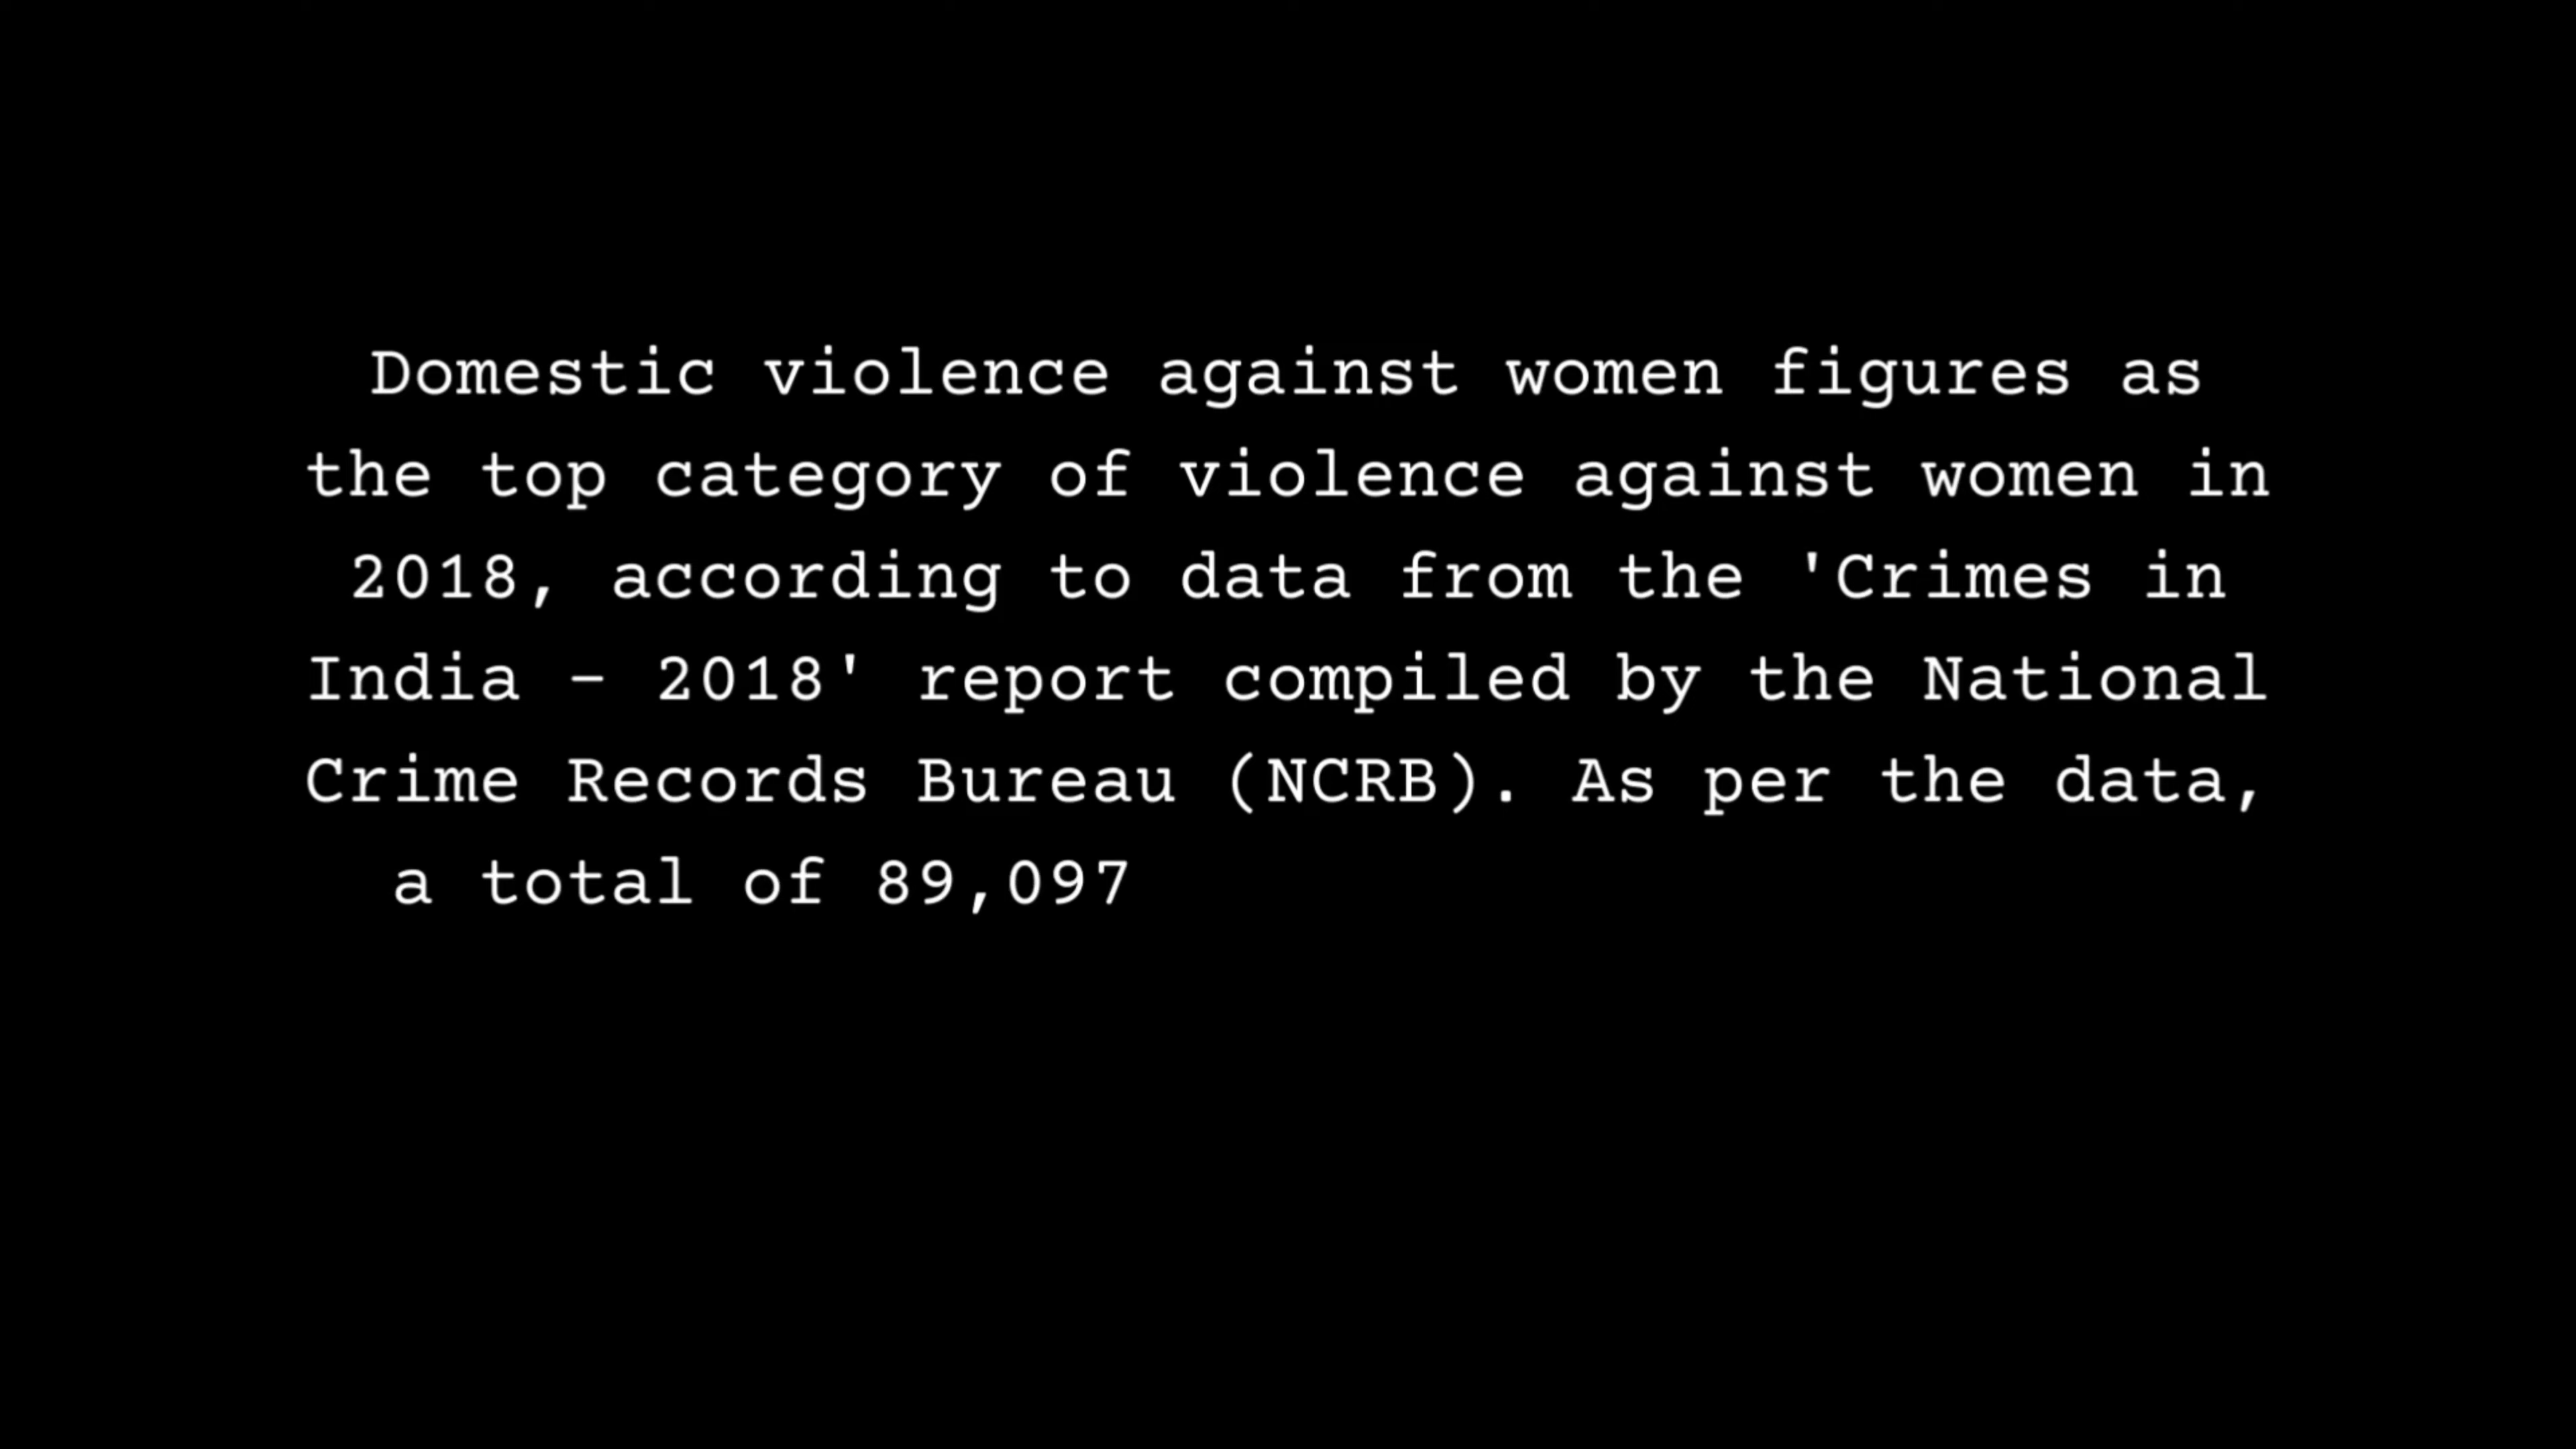 Domestic violence against women figures as
the top category of violence against women in
2018, according to data from the 'Crimes in
India - 2018' report compiled by the National
Crime Records Bureau (NCRB). As per the data,
a total of 89,097